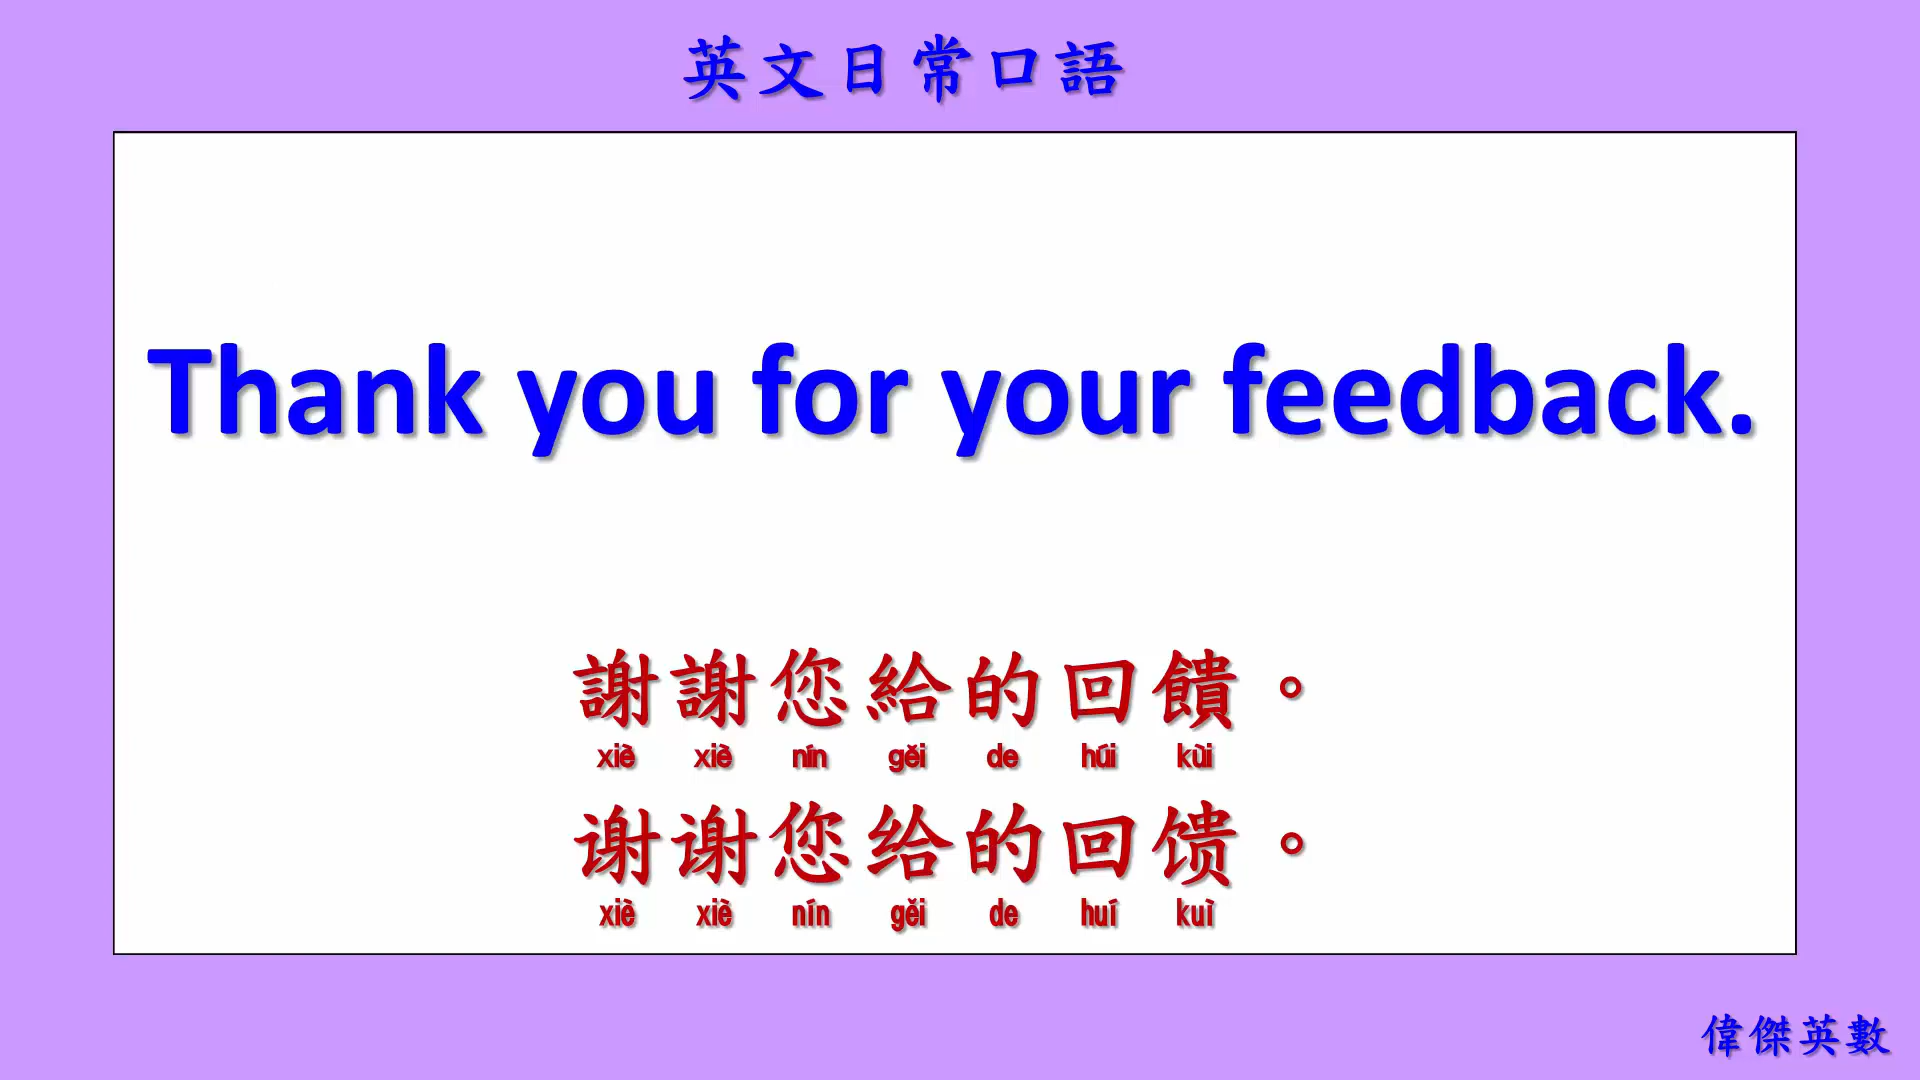 英文日常口語
Thank you for your feedback.
謝謝您給的回饋。
xiè xiè nín gěi de húi kùi
谢谢您给的回馈。
xiè xiè nín gěi de huí kuì
偉傑英數